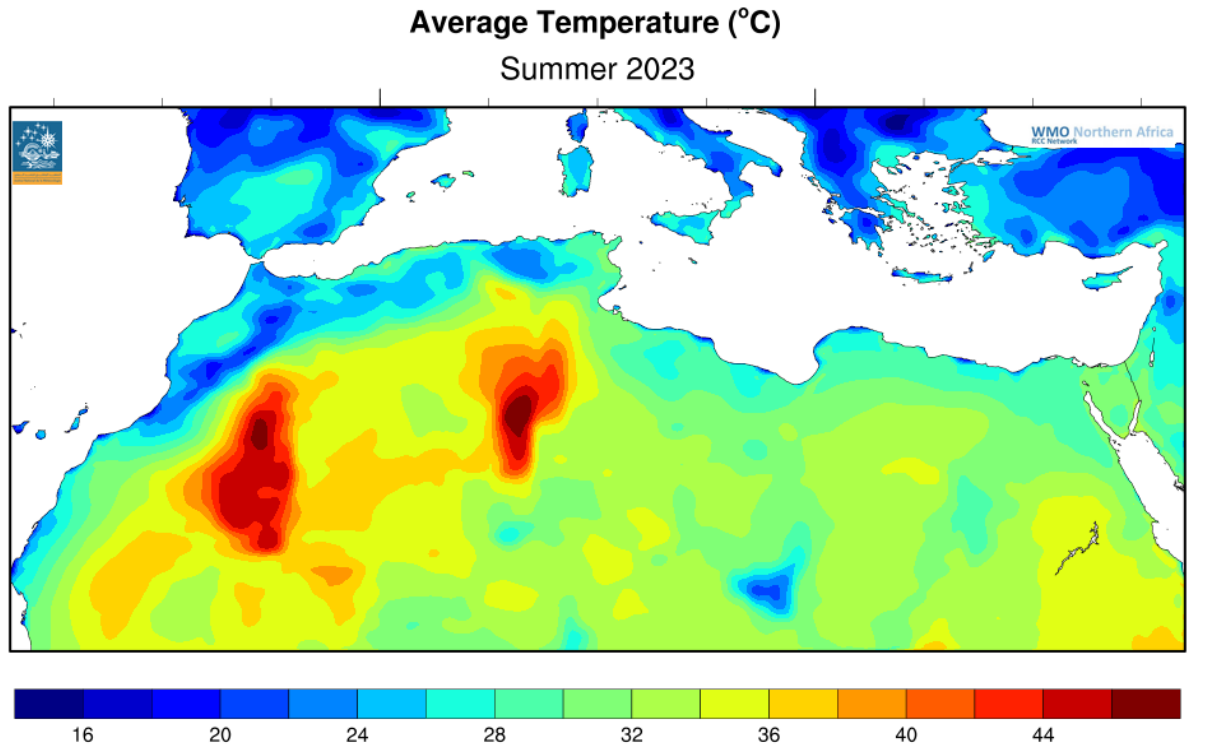 Average Temperature (°C)
Summer 2023
WMO Northern Africa
RCC Network
16 20 24 28 32 36 40 44